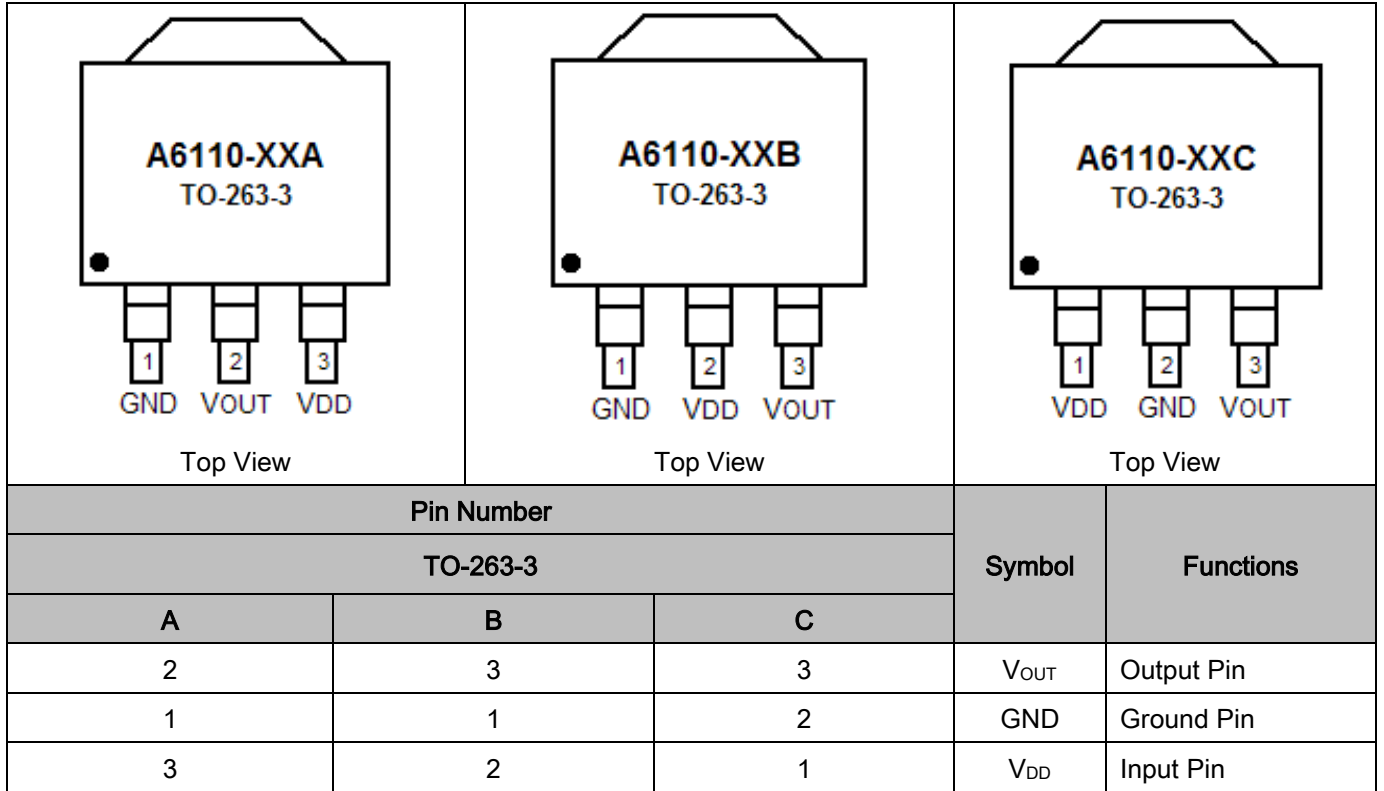 A6110-XXA
TO-263-3
1 2 3
GND VOUT VDD
Top View
A6110-XXB
TO-263-3
1 2 3
GND VDD VOUT
Top View
A6110-XXC
TO-263-3
1 2 3
VDD GND VOUT
Top View
Pin Number Symbol Functions
TO-263-3
A B C
2 3 3 VOUT Output Pin
1 1 2 GND Ground Pin
3 2 1 VDD Input Pin